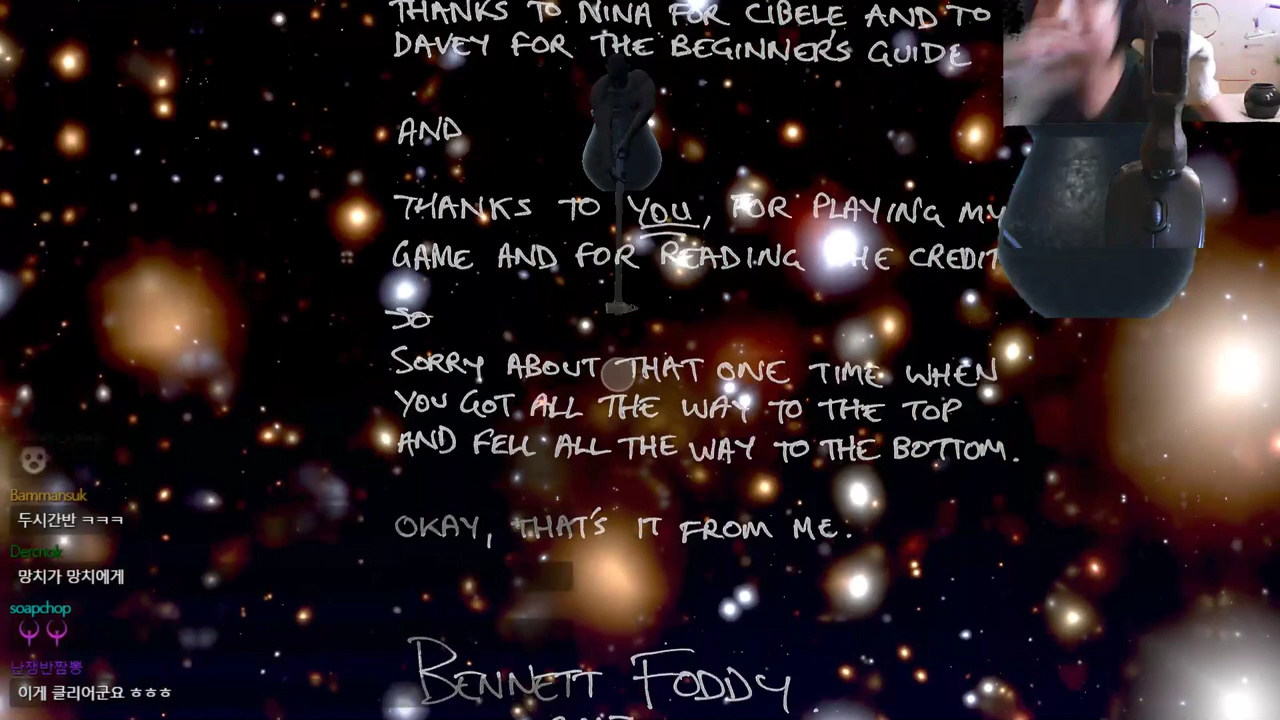 THANKS TO NINA FOR CIBELE AND TO
DAVEY FOR THE BEGINNER'S GUIDE
AND
THANKS TO YOU, FOR PLAYING MY
GAME AND FOR READING THE CREDIT
SO
SORRY ABOUT THAT ONE TIME WHEN
YOU GOT ALL THE WAY TO THE TOP
AND FELL ALL THE WAY TO THE BOTTOM.
OKAY, THAT'S IT FROM ME.
BENNETT FODDY
Bammansuk
두시간반 ㅋㅋㅋ
Dercnok
망치가 망치에게
soapchop
난쟁반짬뽕
이게 클리어군요 ㅎㅎㅎ